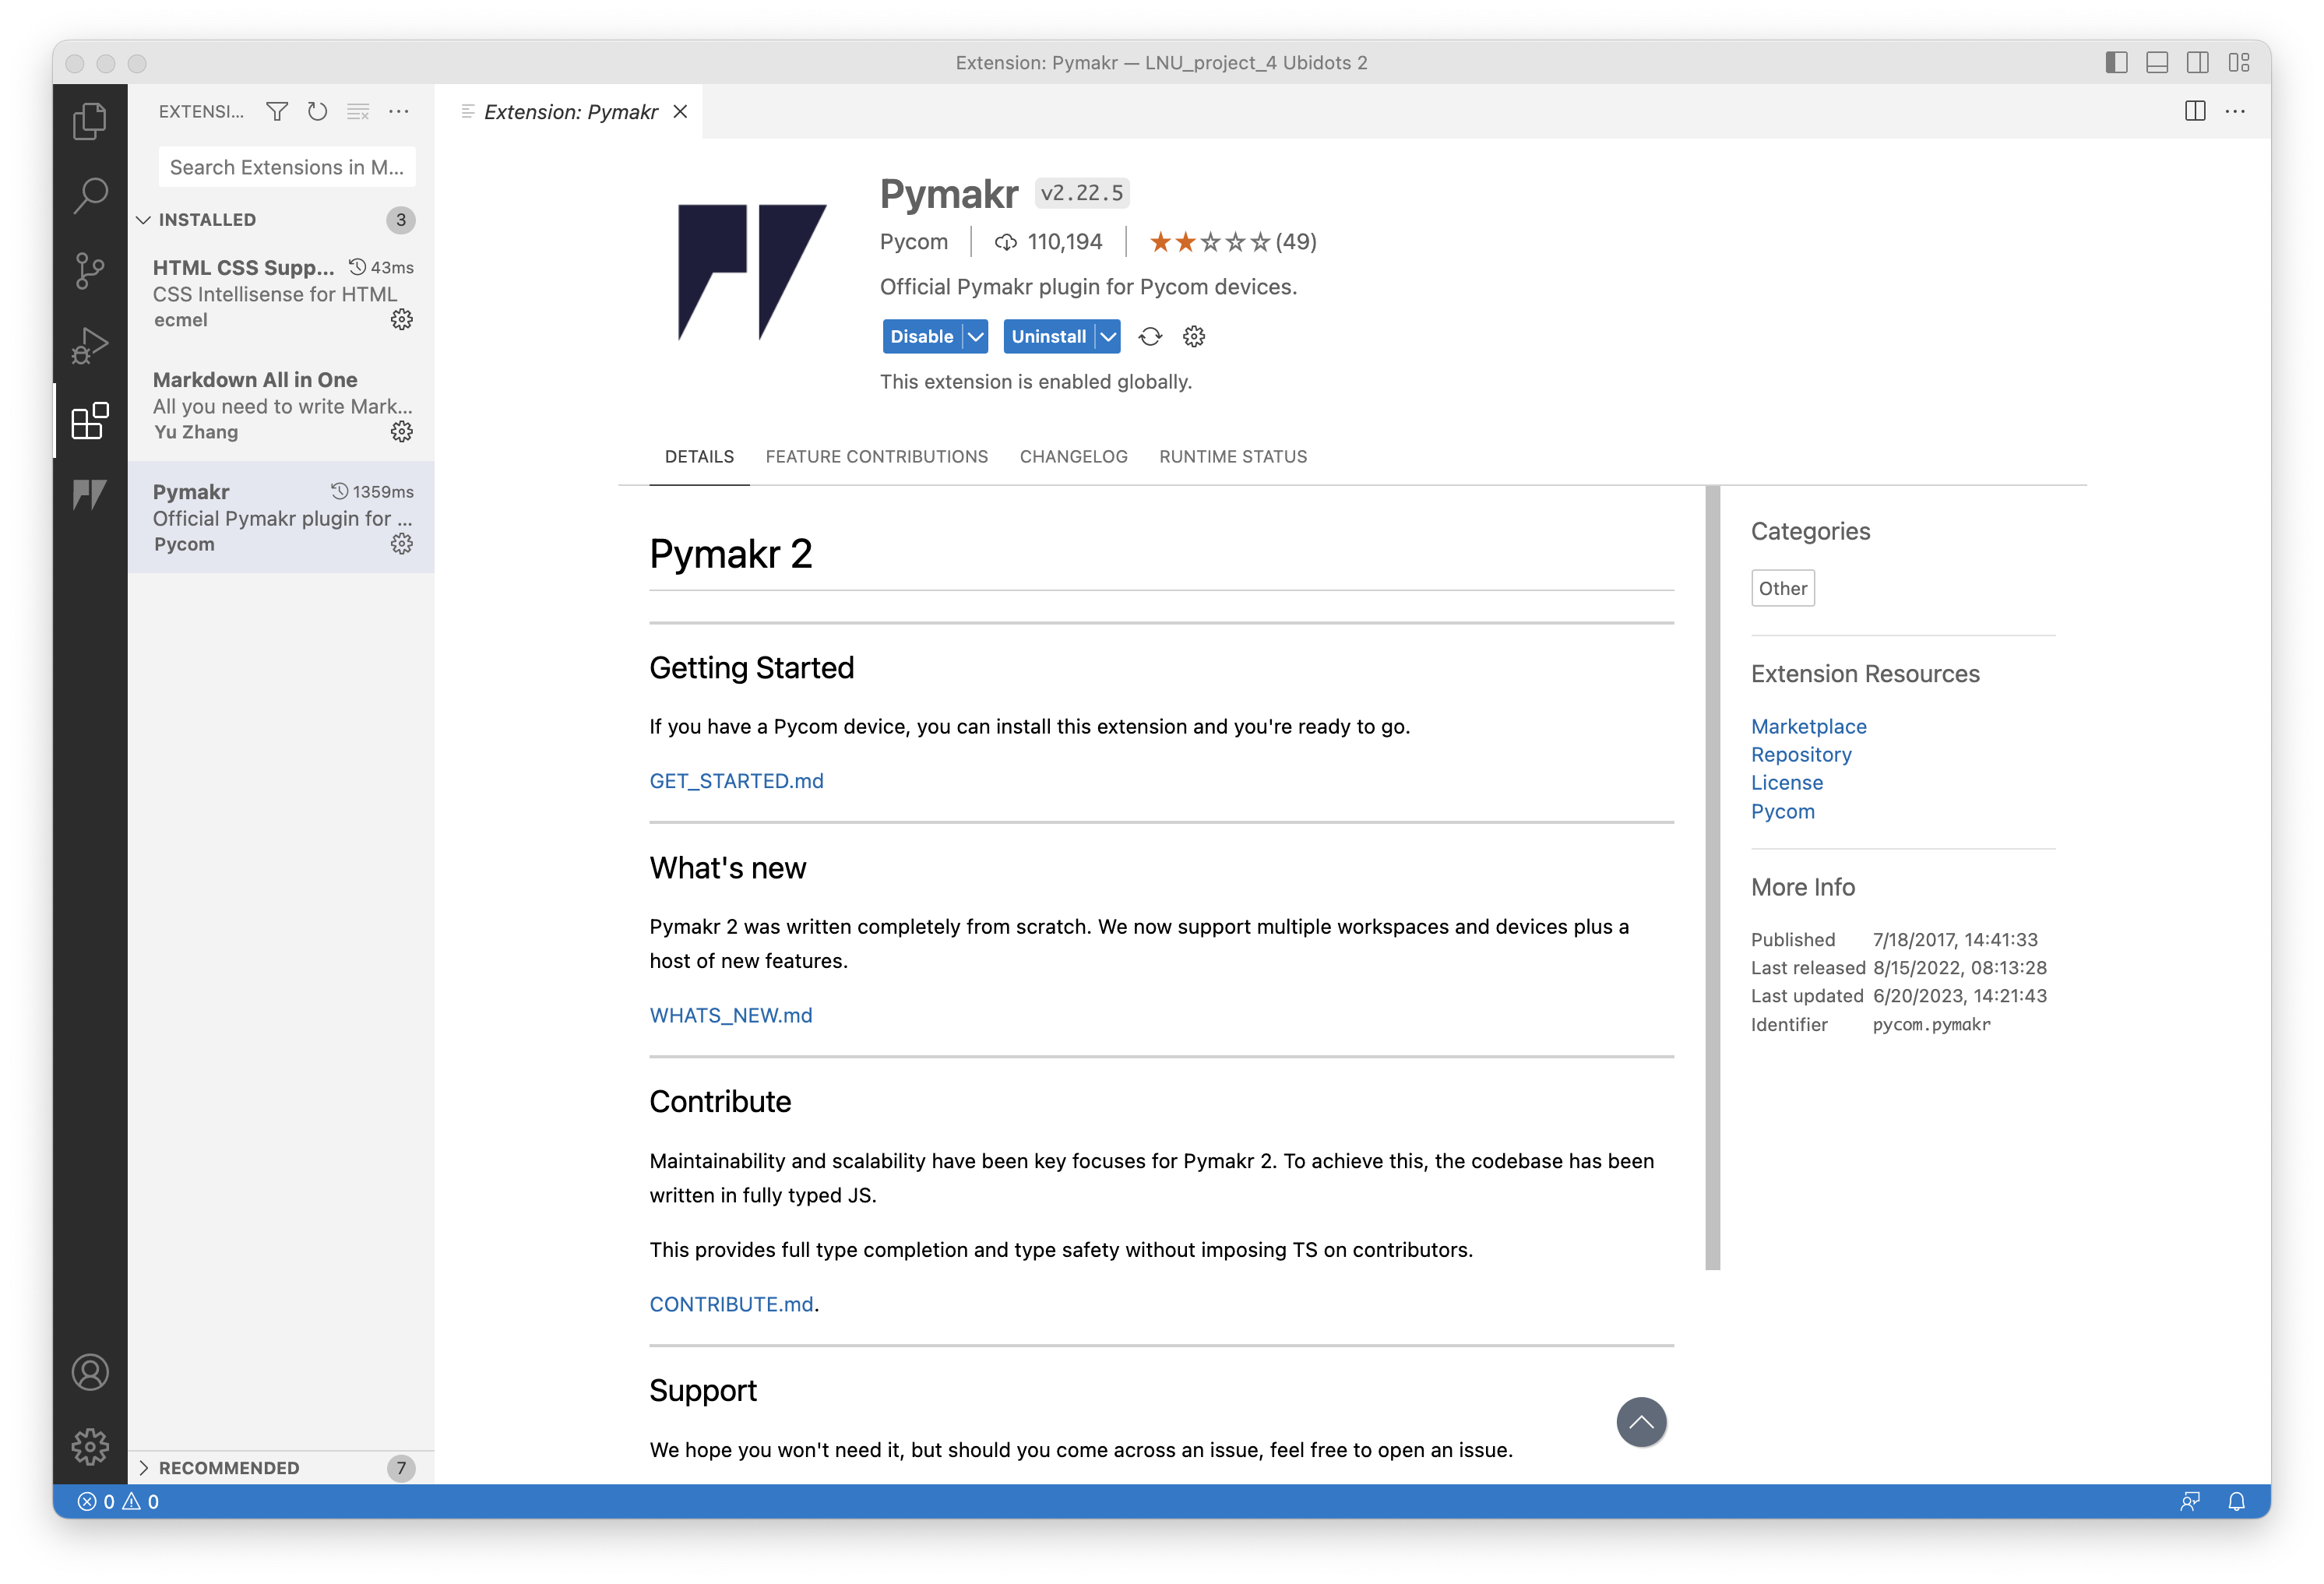 Extension: Pymakr — LNU_project_4 Ubidots 2
EXTENSI...
Search Extensions in M...
INSTALLED 3
HTML CSS Supp... 43ms
CSS Intellisense for HTML
ecmel
Markdown All in One
All you need to write Mark...
Yu Zhang
Pymakr 1359ms
Official Pymakr plugin for ...
Pycom
RECOMMENDED 7
Extension: Pymakr
Pymakr v2.22.5
Pycom 110,194 (49)
Official Pymakr plugin for Pycom devices.
Disable Uninstall
This extension is enabled globally.
DETAILS FEATURE CONTRIBUTIONS CHANGELOG RUNTIME STATUS
Pymakr 2
Getting Started
If you have a Pycom device, you can install this extension and you're ready to go.
GET_STARTED.md
What's new
Pymakr 2 was written completely from scratch. We now support multiple workspaces and devices plus a
host of new features.
WHATS_NEW.md
Contribute
Maintainability and scalability have been key focuses for Pymakr 2. To achieve this, the codebase has been
written in fully typed JS.
This provides full type completion and type safety without imposing TS on contributors.
CONTRIBUTE.md.
Support
We hope you won't need it, but should you come across an issue, feel free to open an issue.
Categories
Other
Extension Resources
Marketplace
Repository
License
Pycom
More Info
Published 7/18/2017, 14:41:33
Last released 8/15/2022, 08:13:28
Last updated 6/20/2023, 14:21:43
Identifier pycom.pymakr
0 0